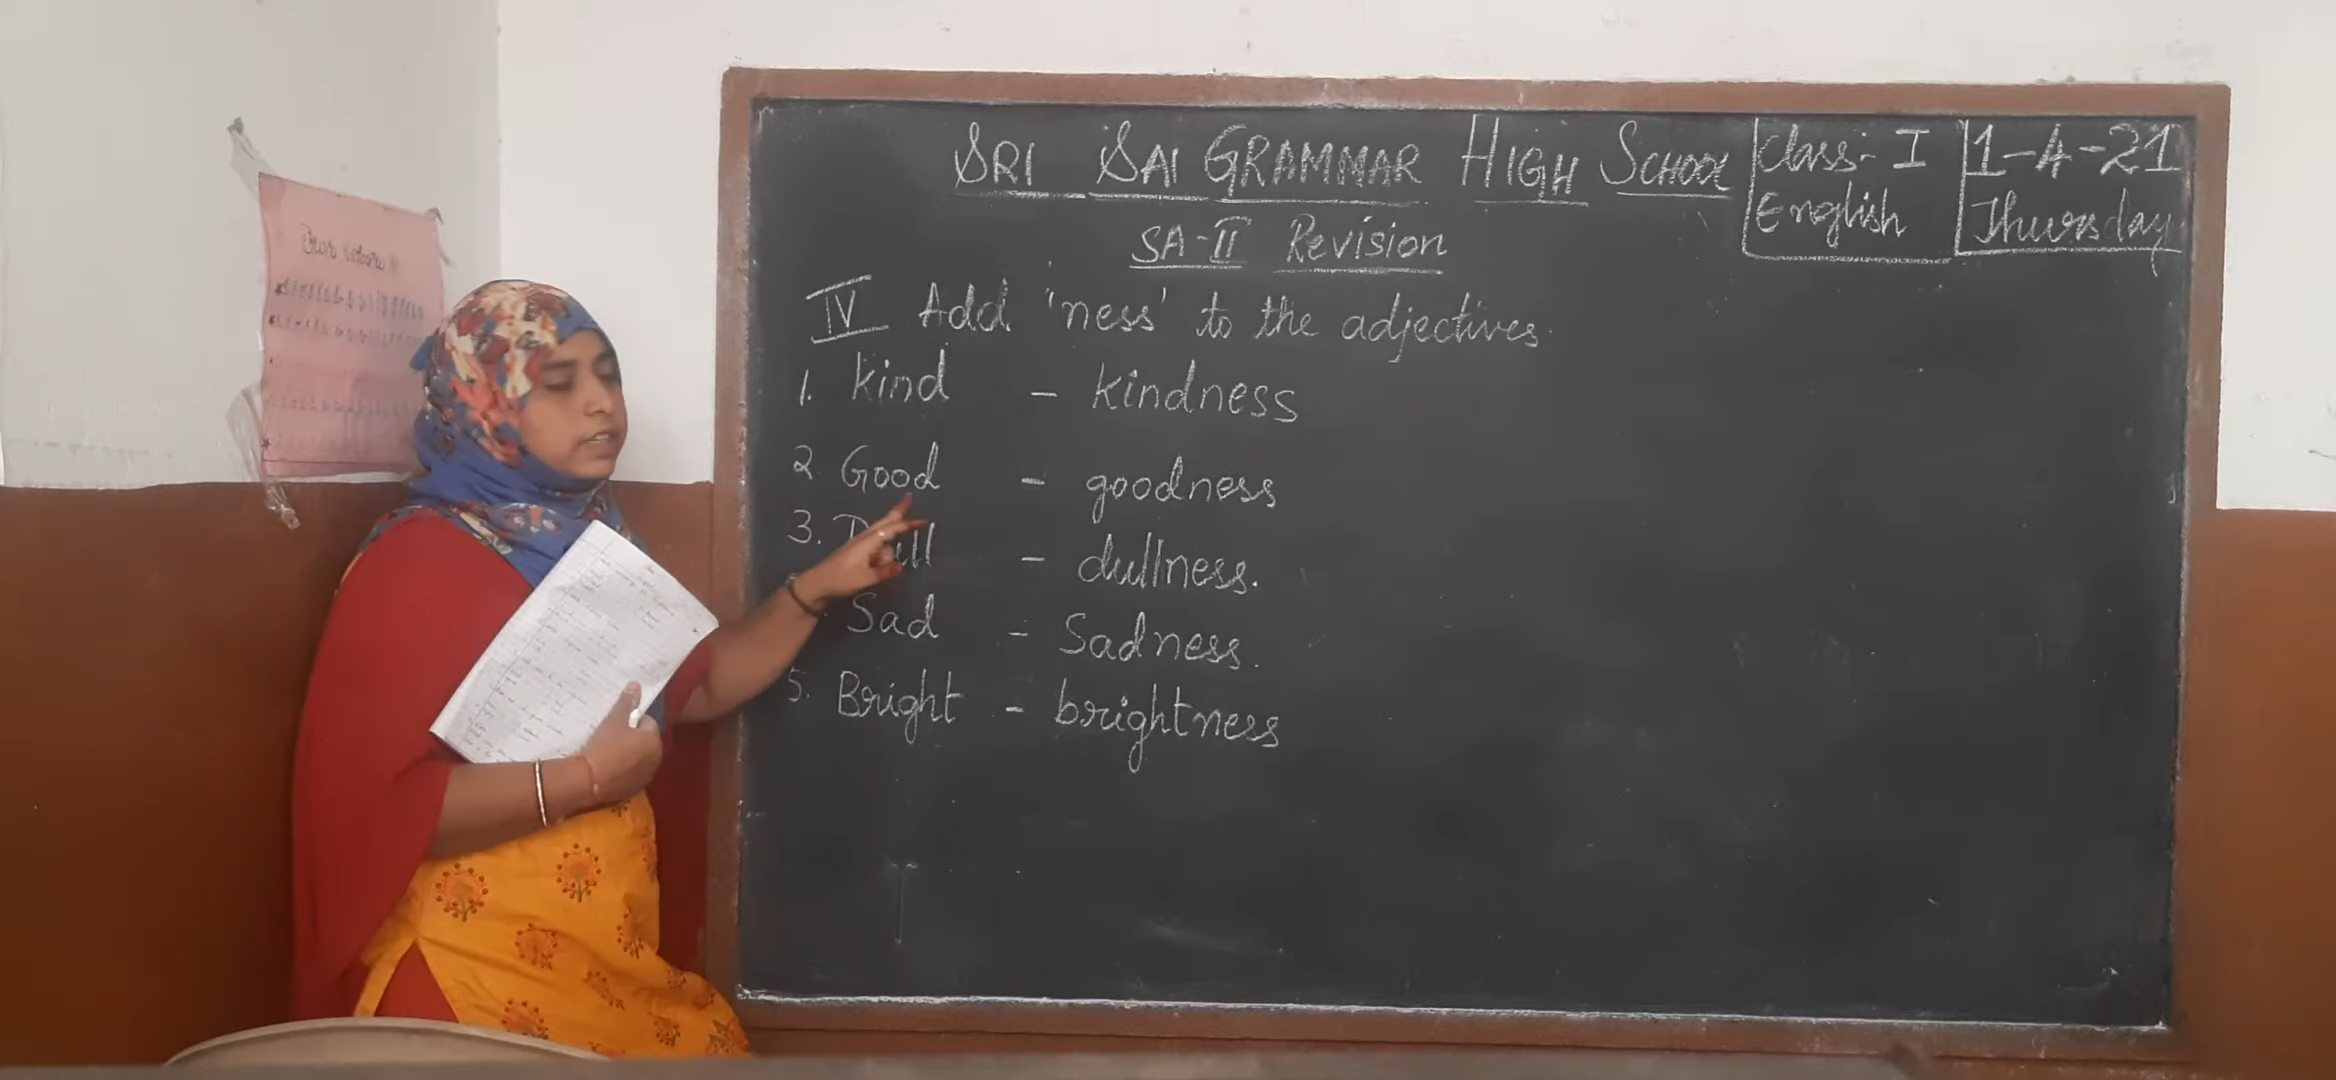 SRI SAI GRAMMAR HIGH SCHOOL
Class- I
English
1-4-21
Thursday
SA-II Revision
IV Add 'ness' to the adjectives.
1. Kind - kindness
2. Good - goodness
3. Dull - dullness.
Sad - Sadness.
5. Bright - brightness